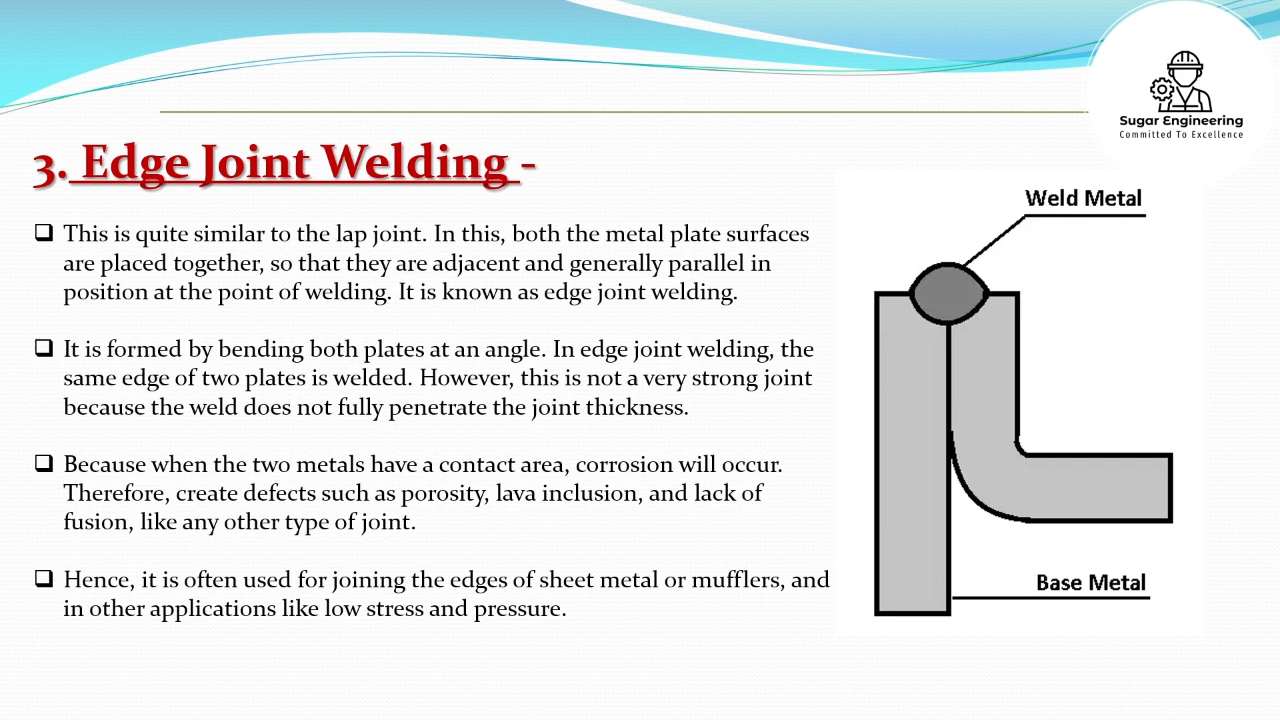 Sugar Engineering
Committed To Excellence
3. Edge Joint Welding -
This is quite similar to the lap joint. In this, both the metal plate surfaces
are placed together, so that they are adjacent and generally parallel in
position at the point of welding. It is known as edge joint welding.
It is formed by bending both plates at an angle. In edge joint welding, the
same edge of two plates is welded. However, this is not a very strong joint
because the weld does not fully penetrate the joint thickness.
Because when the two metals have a contact area, corrosion will occur.
Therefore, create defects such as porosity, lava inclusion, and lack of
fusion, like any other type of joint.
Hence, it is often used for joining the edges of sheet metal or mufflers, and
in other applications like low stress and pressure.
Weld Metal
Base Metal